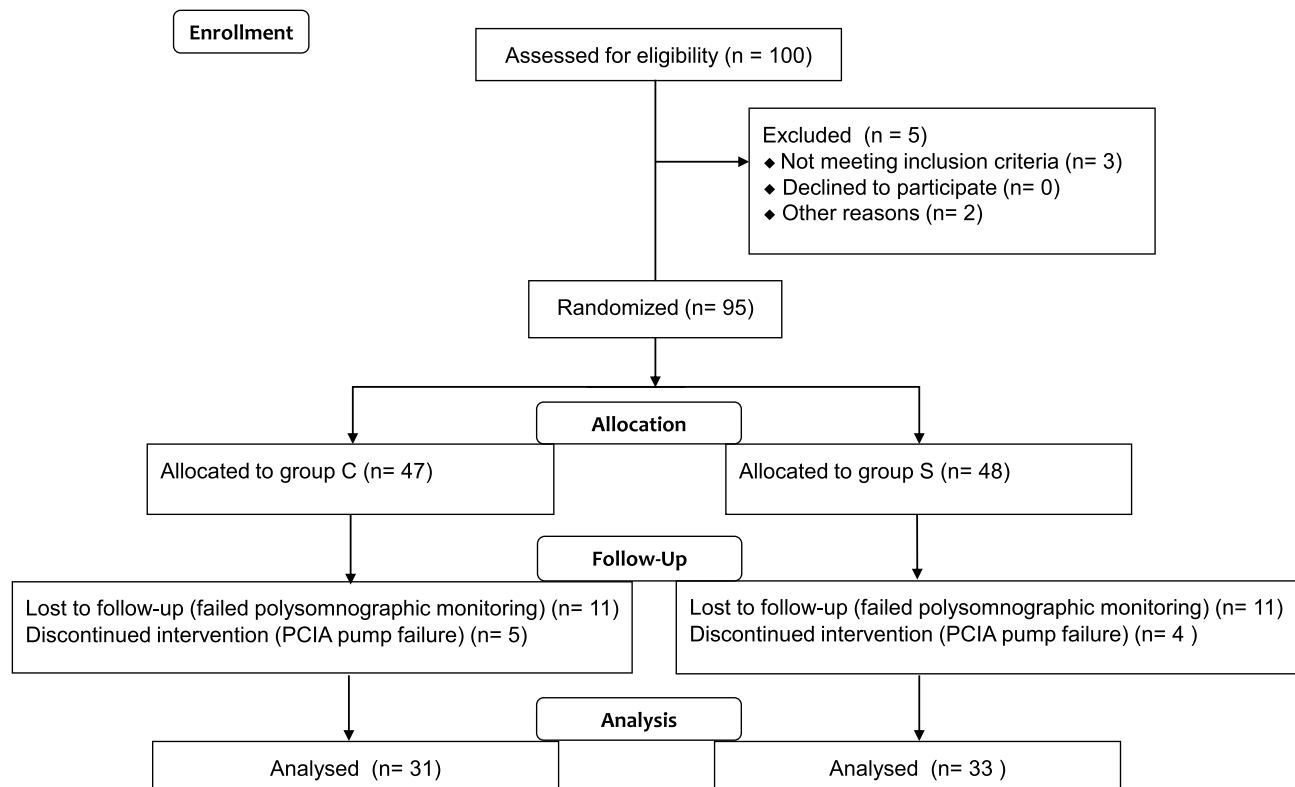 Enrollment
Assessed for eligibility (n = 100)
Excluded (n = 5)
◆ Not meeting inclusion criteria (n= 3)
◆ Declined to participate (n= 0)
◆ Other reasons (n= 2)
Randomized (n= 95)
Allocation
Allocated to group C (n= 47)
Allocated to group S (n= 48)
Follow-Up
Lost to follow-up (failed polysomnographic monitoring) (n= 11)
Discontinued intervention (PCIA pump failure) (n= 5)
Lost to follow-up (failed polysomnographic monitoring) (n= 11)
Discontinued intervention (PCIA pump failure) (n= 4 )
Analysis
Analysed (n= 31)
Analysed (n= 33 )